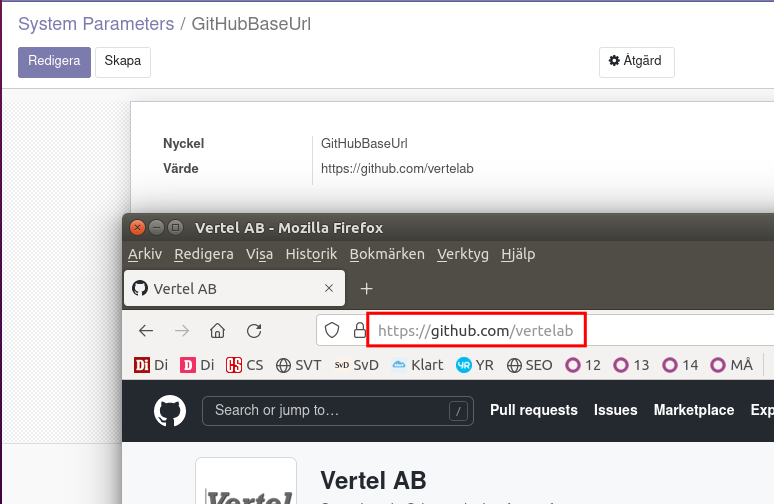 System Parameters / GitHubBaseUrl
Redigera Skapa Åtgärd
Nyckel GitHubBaseUrl
Värde https://github.com/vertelab
Vertel AB - Mozilla Firefox
Arkiv Redigera Visa Historik Bokmärken Verktyg Hjälp
Vertel AB
https://github.com/vertelab
Di Di CS SVT SvD SvD Klart YR YR SEO 12 13 14 MÅ
Search or jump to… / Pull requests Issues Marketplace Exp
Vertel
Vertel AB